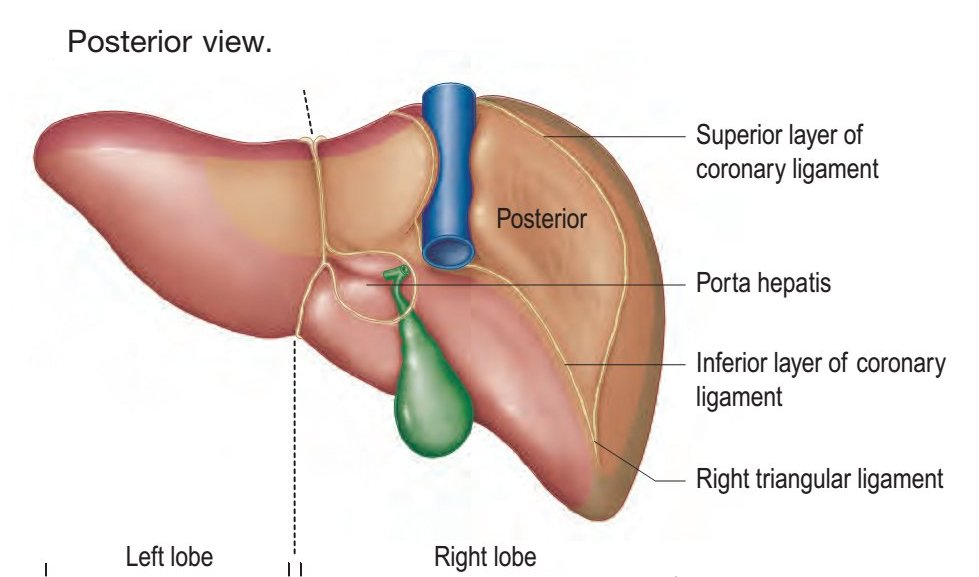 Posterior view.
Superior layer of
coronary ligament
Posterior
Porta hepatis
Inferior layer of coronary
ligament
Right triangular ligament
Left lobe
Right lobe